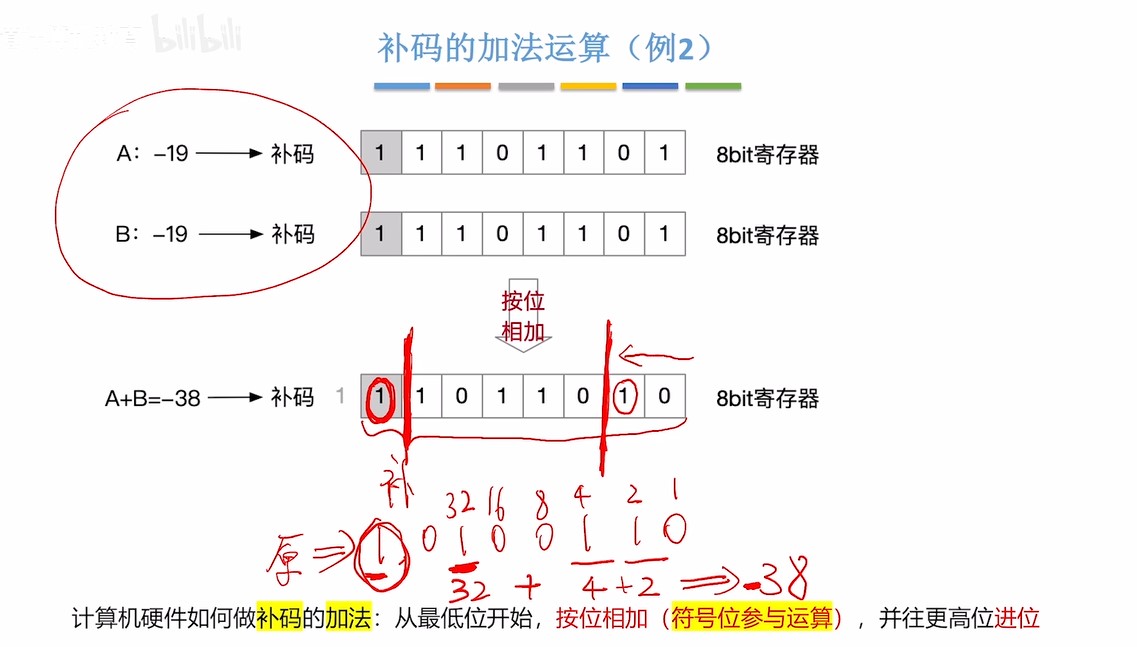 bilibili
补码的加法运算（例2）
A：−19 补码 1 1 1 0 1 1 0 1 8bit寄存器
B：−19 补码 1 1 1 0 1 1 0 1 8bit寄存器
按位
相加
A+B=−38 补码 1 1 1 0 1 1 0 1 0 8bit寄存器
补
32 16 8 4 2 1
原 ⇒ 1 0 1 0 0 1 1 0
32 + 4+2 ⇒ -38
计算机硬件如何做补码的加法：从最低位开始，按位相加（符号位参与运算），并往更高位进位